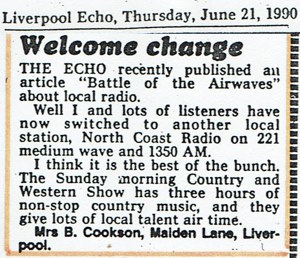 Liverpool Echo, Thursday, June 21, 1990
Welcome change
THE ECHO recently published an
article "Battle of the Airwaves"
about local radio.
Well I and lots of listeners have
now switched to another local
station, North Coast Radio on 221
medium wave and 1350 AM.
I think it is the best of the bunch.
The Sunday morning Country and
Western Show has three hours of
non-stop country music, and they
give lots of local talent air time.
Mrs B. Cookson, Maiden Lane, Liver-
pool.